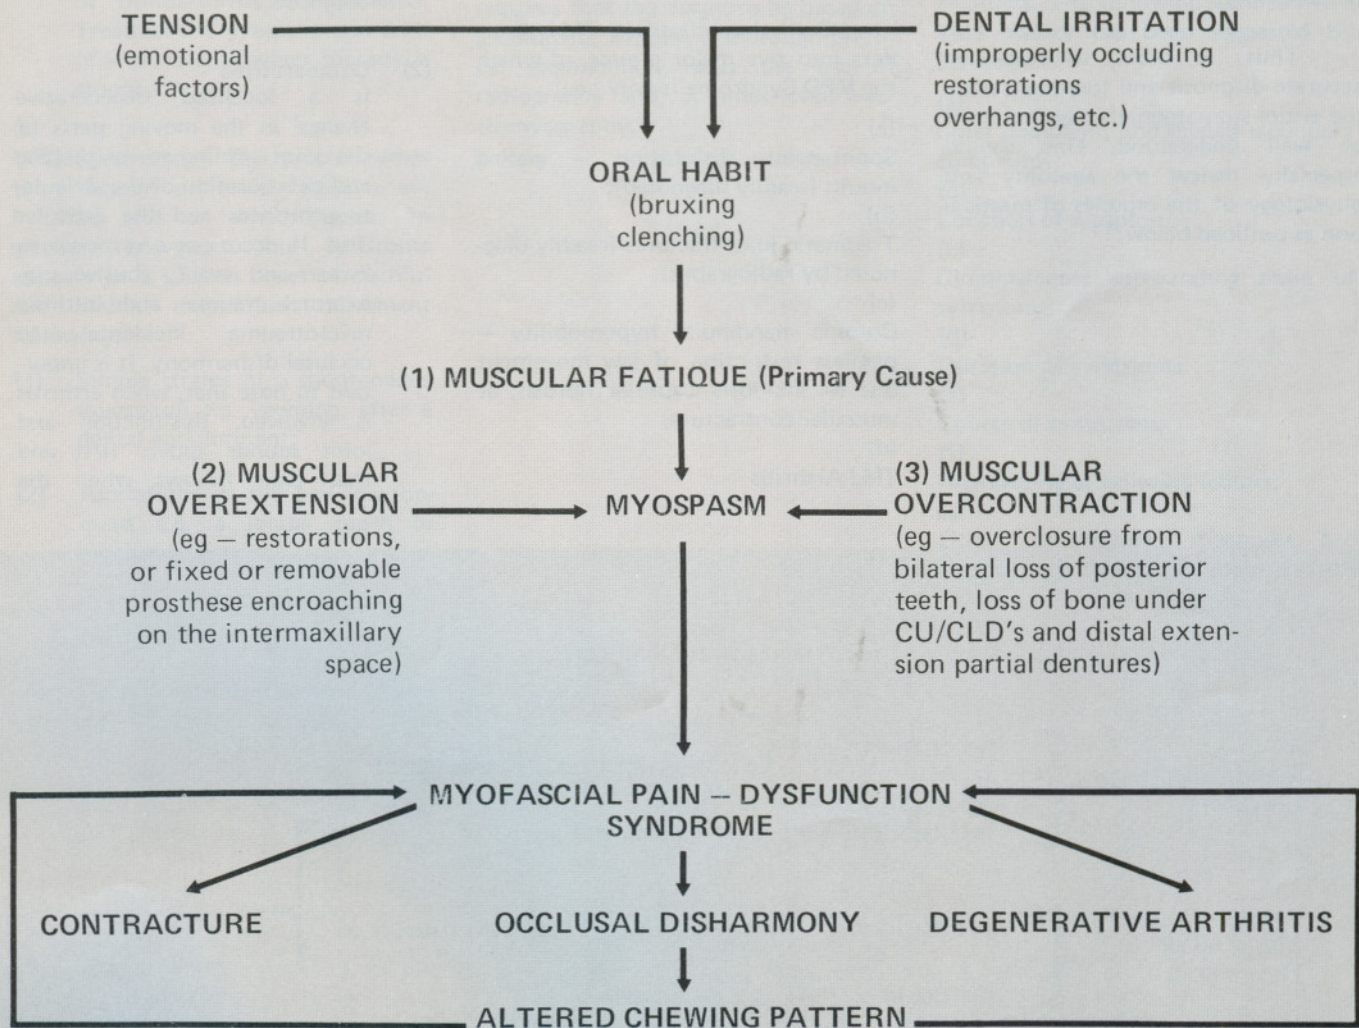 TENSION
(emotional
factors)
DENTAL IRRITATION
(improperly occluding
restorations
overhangs, etc.)
ORAL HABIT
(bruxing
clenching)
(1) MUSCULAR FATIQUE (Primary Cause)
(2) MUSCULAR
OVEREXTENSION
(eg — restorations,
or fixed or removable
prosthese encroaching
on the intermaxillary
space)
MYOSPASM
(3) MUSCULAR
OVERCONTRACTION
(eg — overclosure from
bilateral loss of posterior
teeth, loss of bone under
CU/CLD's and distal exten-
sion partial dentures)
MYOFASCIAL PAIN — DYSFUNCTION
SYNDROME
CONTRACTURE
OCCLUSAL DISHARMONY
DEGENERATIVE ARTHRITIS
ALTERED CHEWING PATTERN